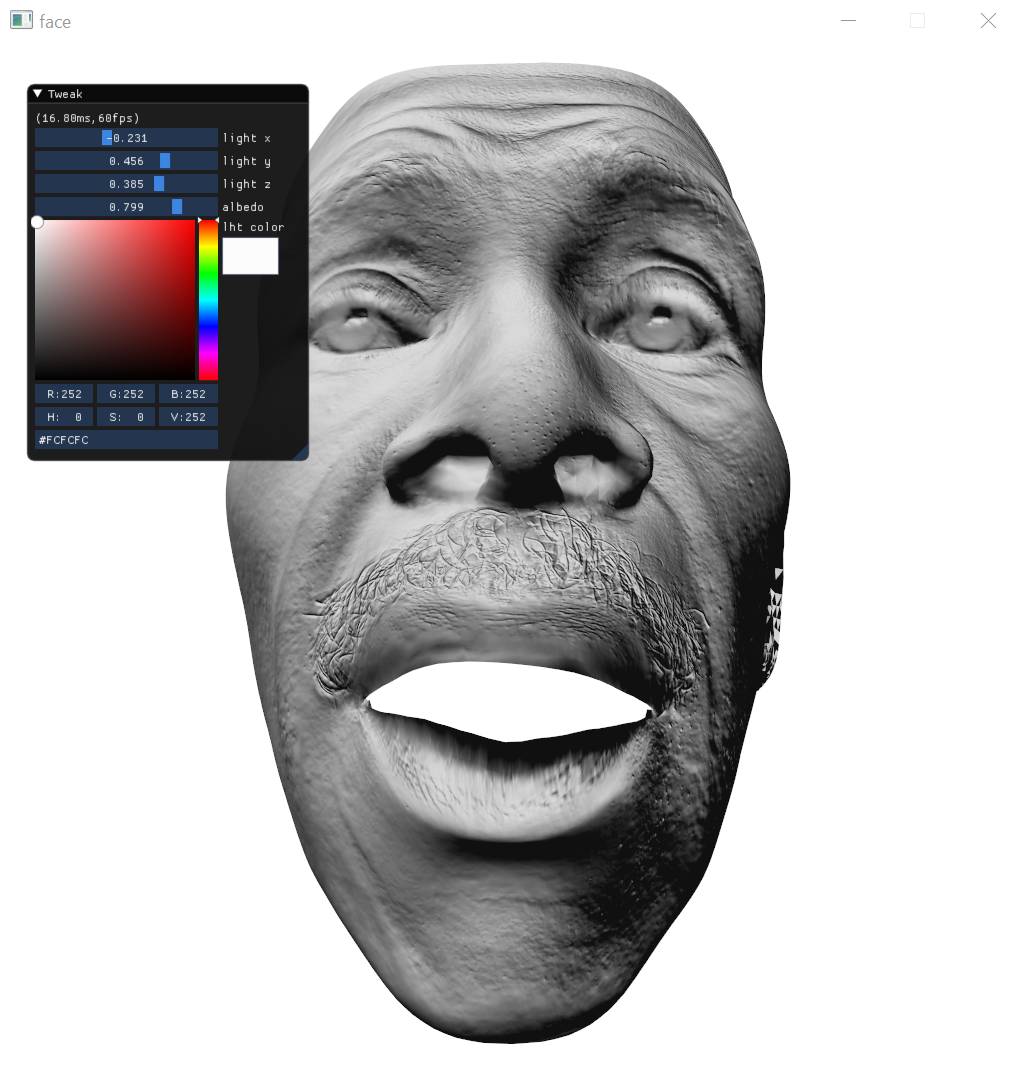 face
Tweak
(16.80ms,60fps)
-0.231 light x
0.456 light y
0.385 light z
0.799 albedo
lht color
R:252 G:252 B:252
H: 0 S: 0 V:252
#FCFCFC